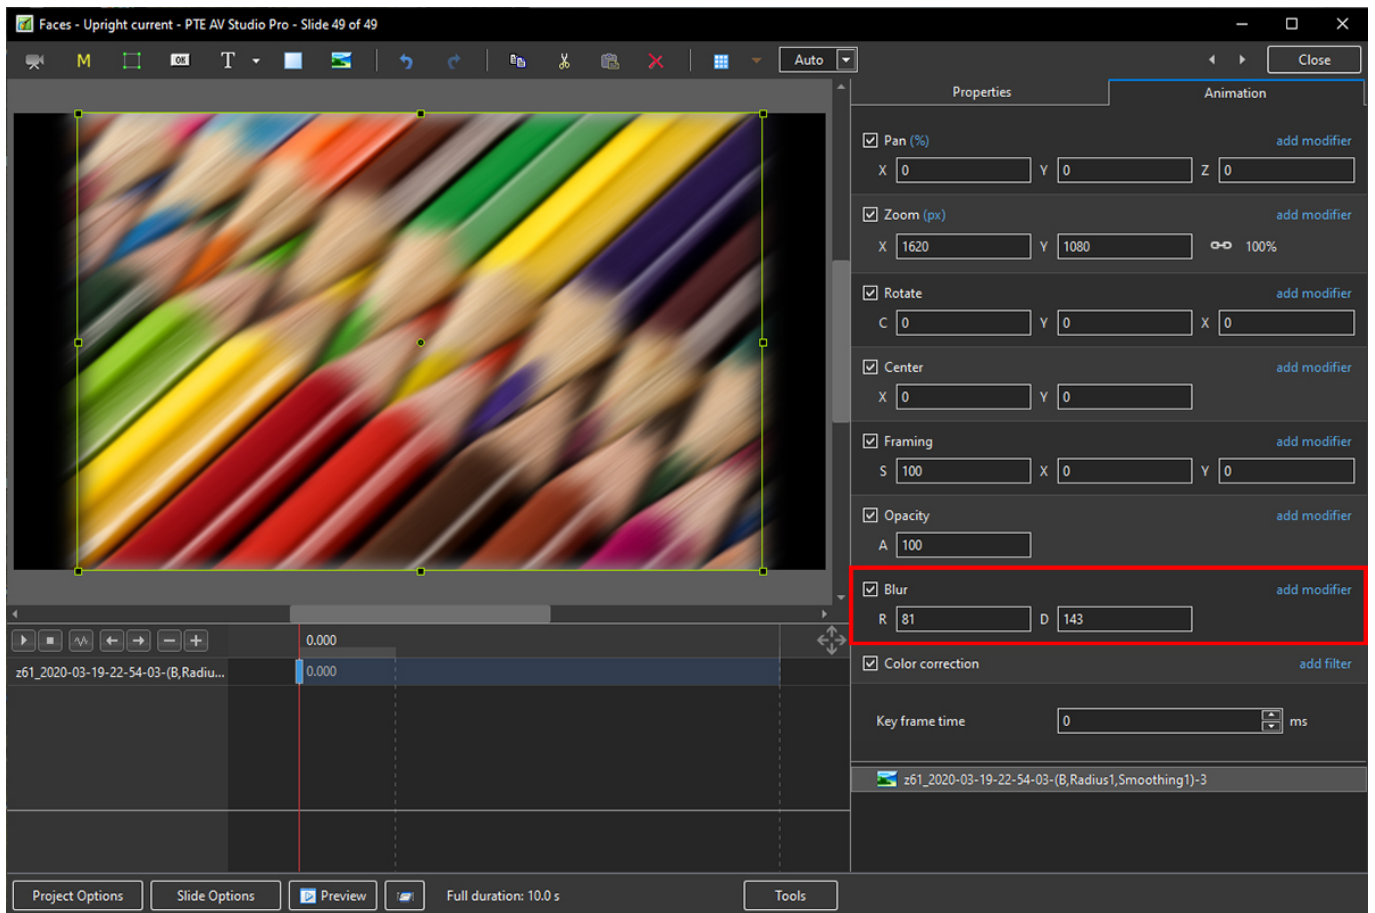 Faces - Upright current - PTE AV Studio Pro - Slide 49 of 49
M OK T Auto Close
Properties Animation
Pan (%) add modifier
X 0 Y 0 Z 0
Zoom (px) add modifier
X 1620 Y 1080 100%
Rotate add modifier
C 0 Y 0 X 0
Center add modifier
X 0 Y 0
Framing add modifier
S 100 X 0 Y 0
Opacity add modifier
A 100
Blur add modifier
R 81 D 143
Color correction add filter
Key frame time 0 ms
z61_2020-03-19-22-54-03-(B,Radius1,Smoothing1)-3
0.000
z61_2020-03-19-22-54-03-(B,Radiu... 0.000
Project Options Slide Options Preview Full duration: 10.0 s Tools